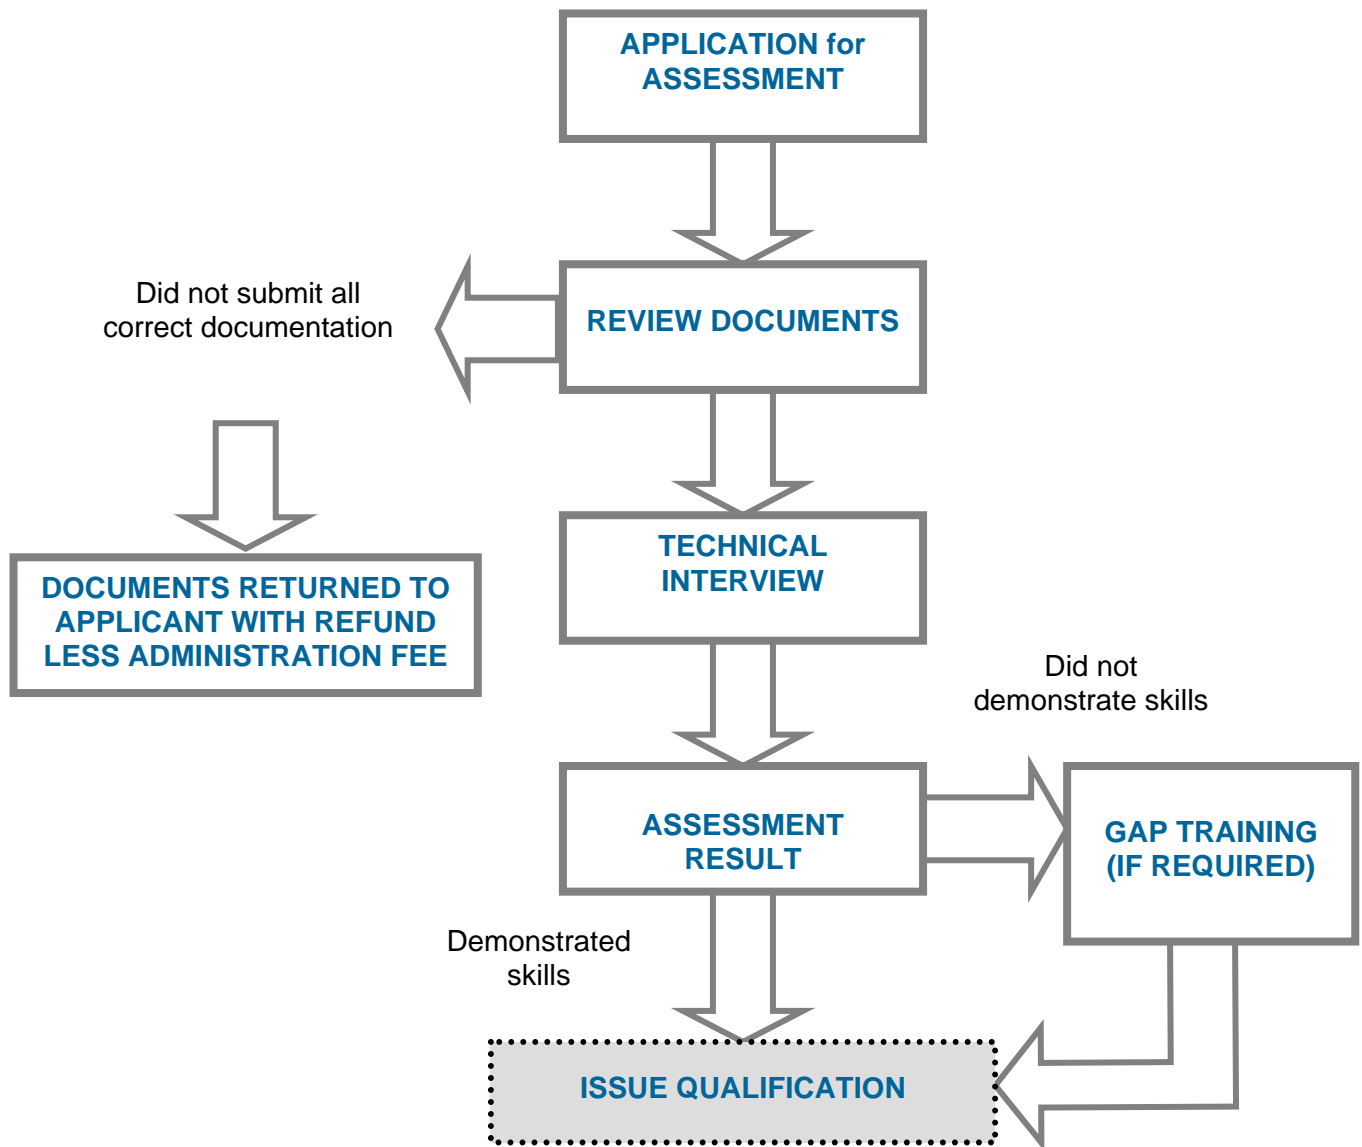 APPLICATION for
ASSESSMENT
Did not submit all
correct documentation
REVIEW DOCUMENTS
TECHNICAL
INTERVIEW
DOCUMENTS RETURNED TO
APPLICANT WITH REFUND
LESS ADMINISTRATION FEE
Did not
demonstrate skills
ASSESSMENT
RESULT
GAP TRAINING
(IF REQUIRED)
Demonstrated
skills
ISSUE QUALIFICATION